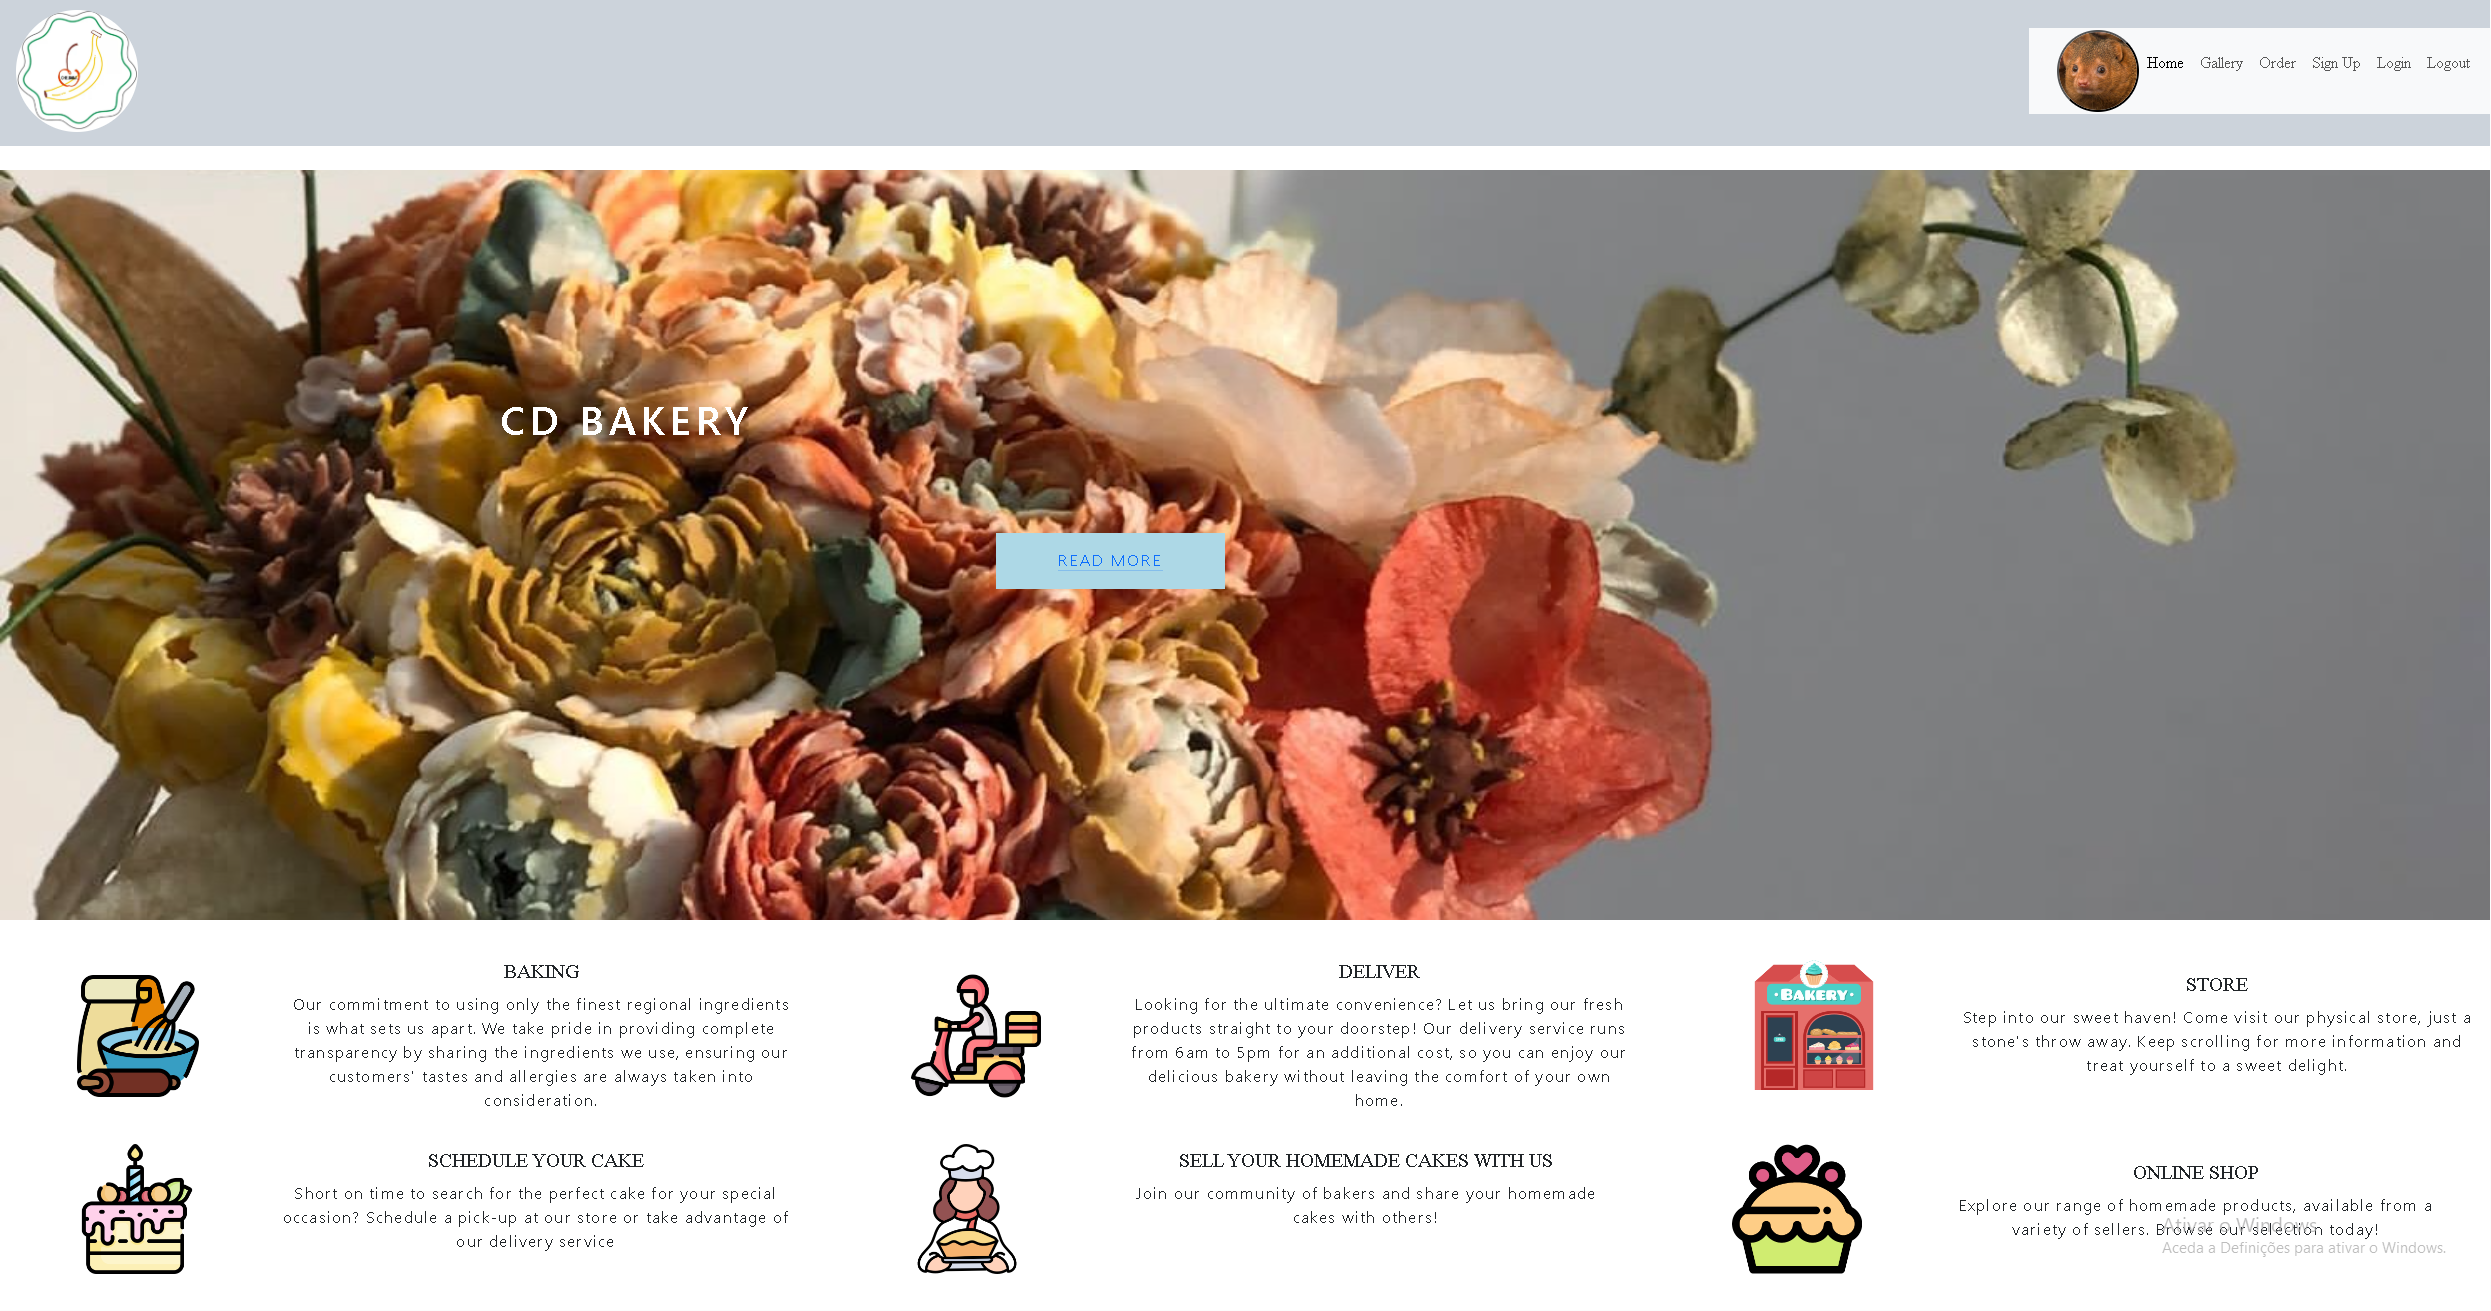 Home Gallery Order Sign Up Login Logout
CD BAKERY
READ MORE
BAKING
Our commitment to using only the finest regional ingredients
is what sets us apart. We take pride in providing complete
transparency by sharing the ingredients we use, ensuring our
customers' tastes and allergies are always taken into
consideration.
DELIVER
Looking for the ultimate convenience? Let us bring our fresh
products straight to your doorstep! Our delivery service runs
from 6am to 5pm for an additional cost, so you can enjoy our
delicious bakery without leaving the comfort of your own
home.
BAKERY
STORE
Step into our sweet haven! Come visit our physical store, just a
stone's throw away. Keep scrolling for more information and
treat yourself to a sweet delight.
SCHEDULE YOUR CAKE
Short on time to search for the perfect cake for your special
occasion? Schedule a pick-up at our store or take advantage of
our delivery service
SELL YOUR HOMEMADE CAKES WITH US
Join our community of bakers and share your homemade
cakes with others!
ONLINE SHOP
Explore our range of homemade products, available from a
variety of sellers. Browse our selection today!
Ativar o Windows
Aceda a Definições para ativar o Windows.